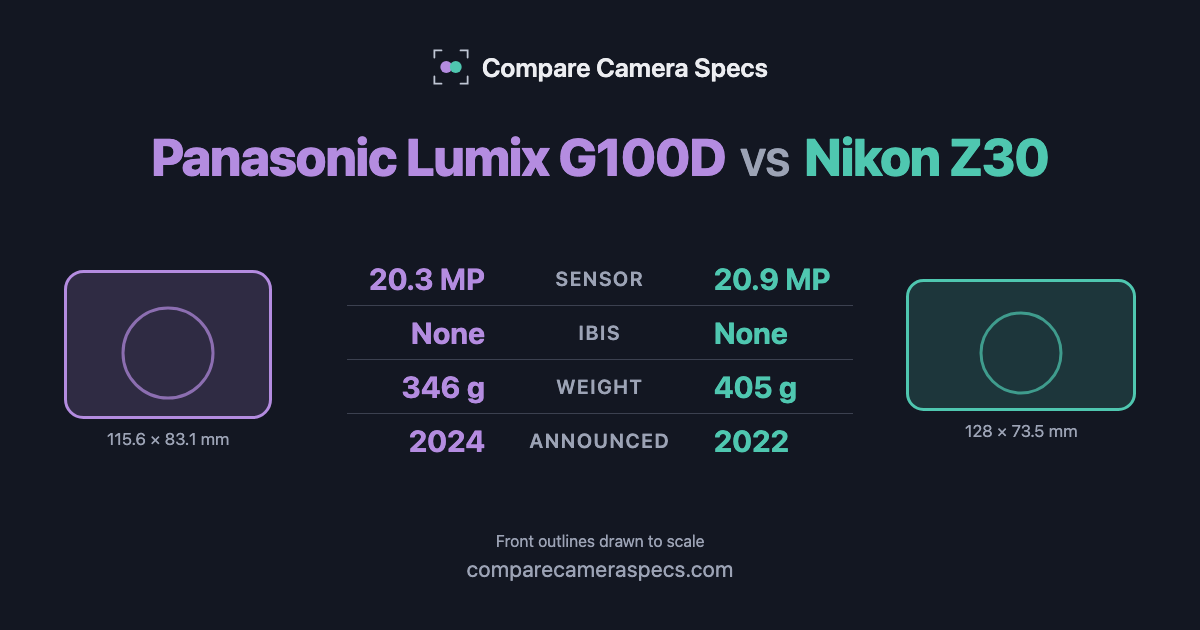 Compare Camera Specs
Panasonic Lumix G100D vs Nikon Z30
20.3 MP SENSOR 20.9 MP
None IBIS None
346 g WEIGHT 405 g
2024 ANNOUNCED 2022
115.6 × 83.1 mm
128 × 73.5 mm
Front outlines drawn to scale
comparecameraspecs.com